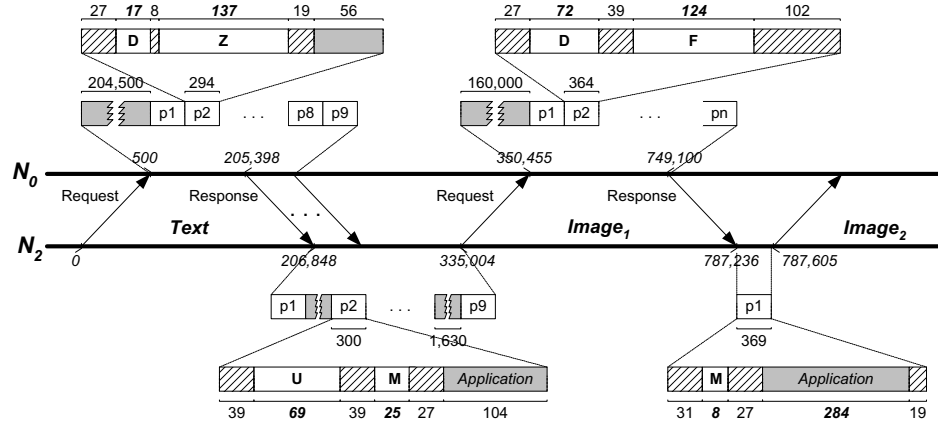 27 17 8 137 19 56
27 72 39 124 102
D Z
D F
204,500 294
160,000 364
p1 p2 . . . p8 p9
p1 p2 . . . pn
500 205,398 350,455 749,100
N0
Request Response Request Response
. . .
Text Image1 Image2
N2
0 206,848 335,004 787,236 787,605
p1 p2 . . . p9
p1
300 1,630
369
U M Application
M Application
39 69 39 25 27 104
31 8 27 284 19